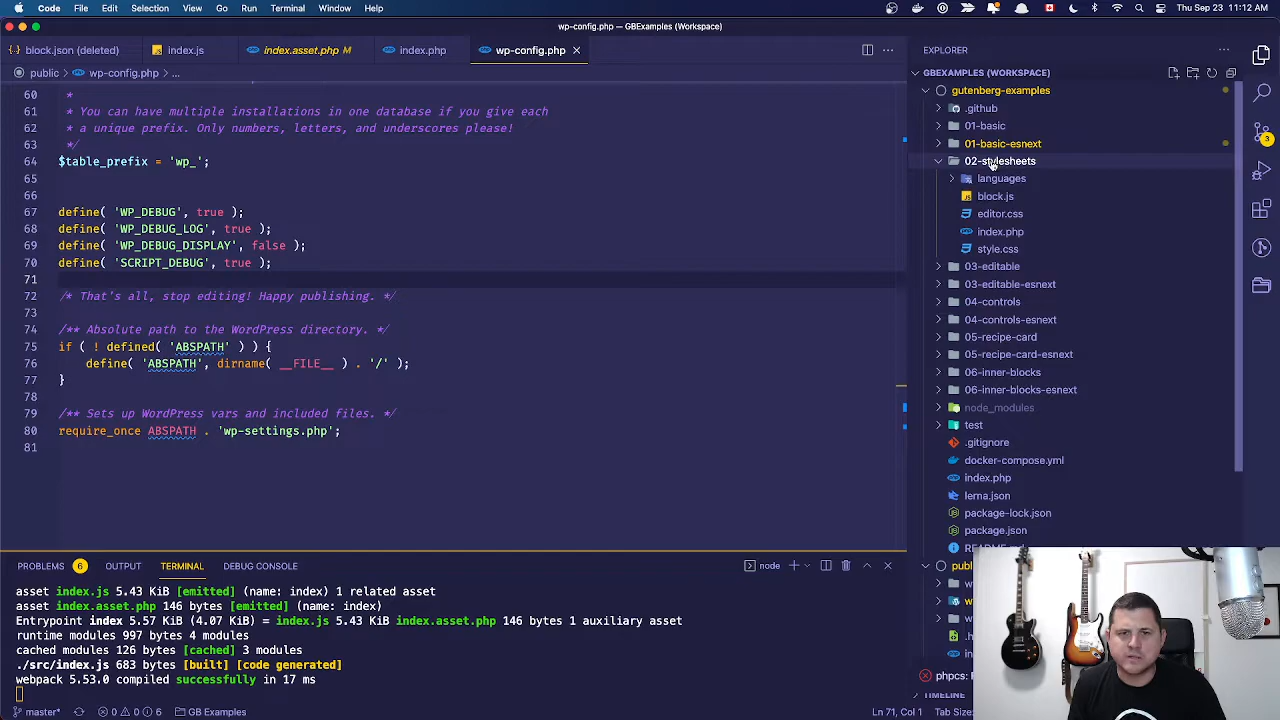 Code File Edit Selection View Go Run Terminal Window Help
Thu Sep 23 11:12 AM
wp-config.php — GBExamples (Workspace)
block.json (deleted) index.js index.asset.php M index.php wp-config.php
public > wp-config.php > ...
60 *
61 * You can have multiple installations in one database if you give each
62 * a unique prefix. Only numbers, letters, and underscores please!
63 */
64 $table_prefix = 'wp_';
65
66
67 define( 'WP_DEBUG', true );
68 define( 'WP_DEBUG_LOG', true );
69 define( 'WP_DEBUG_DISPLAY', false );
70 define( 'SCRIPT_DEBUG', true );
71
72 /* That's all, stop editing! Happy publishing. */
73
74 /** Absolute path to the WordPress directory. */
75 if ( ! defined( 'ABSPATH' ) ) {
76 define( 'ABSPATH', dirname( __FILE__ ) . '/' );
77 }
78
79 /** Sets up WordPress vars and included files. */
80 require_once ABSPATH . 'wp-settings.php';
81
PROBLEMS 6 OUTPUT TERMINAL DEBUG CONSOLE
node
asset index.js 5.43 KiB [emitted] (name: index) 1 related asset
asset index.asset.php 146 bytes [emitted] (name: index)
Entrypoint index 5.57 KiB (4.07 KiB) = index.js 5.43 KiB index.asset.php 146 bytes 1 auxiliary asset
runtime modules 997 bytes 4 modules
cached modules 126 bytes [cached] 3 modules
./src/index.js 683 bytes [built] [code generated]
webpack 5.53.0 compiled successfully in 17 ms
master* 0 0 6 GB Examples
Ln 71, Col 1 Tab Size
EXPLORER
GBEXAMPLES (WORKSPACE)
gutenberg-examples
.github
01-basic
01-basic-esnext
02-stylesheets
languages
block.js
editor.css
index.php
style.css
03-editable
03-editable-esnext
04-controls
04-controls-esnext
05-recipe-card
05-recipe-card-esnext
06-inner-blocks
06-inner-blocks-esnext
node_modules
test
.gitignore
docker-compose.yml
index.php
lerna.json
package-lock.json
package.json
3
phpcs:
TIMELINE